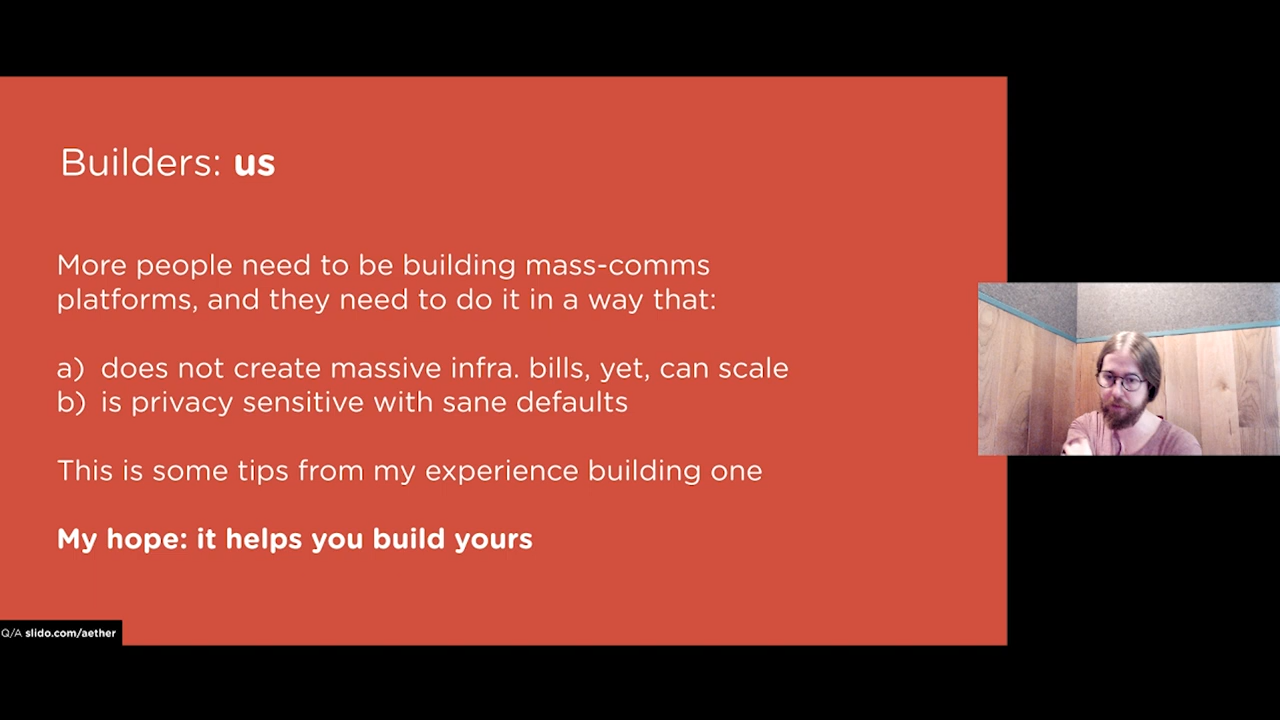 Builders: us
More people need to be building mass-comms
platforms, and they need to do it in a way that:
a) does not create massive infra. bills, yet, can scale
b) is privacy sensitive with sane defaults
This is some tips from my experience building one
My hope: it helps you build yours
Q/A slido.com/aether